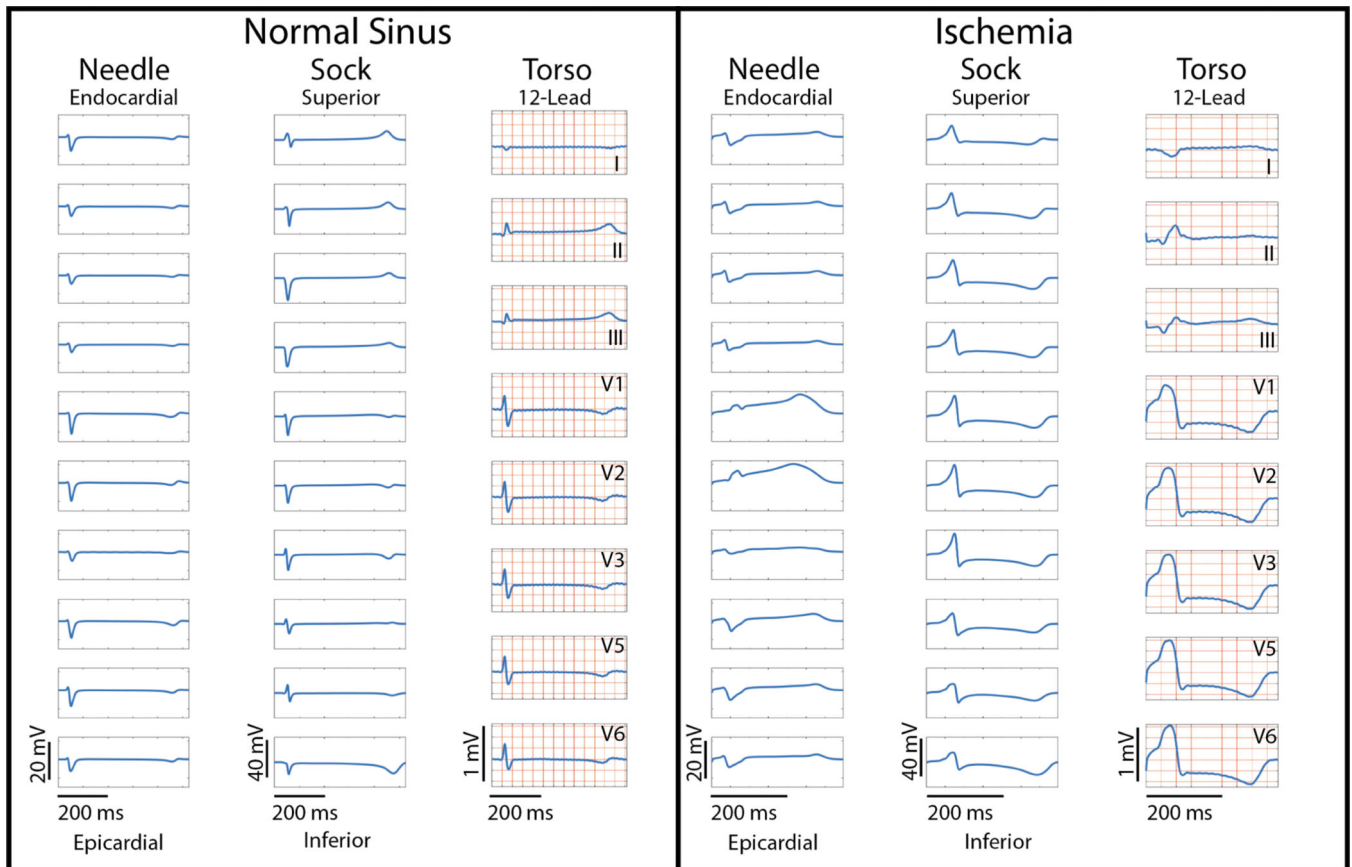 Normal Sinus
Needle
Endocardial
Sock
Superior
Torso
12-Lead
I
II
III
V1
V2
V3
V5
V6
20 mV
40 mV
1 mV
200 ms
200 ms
200 ms
Epicardial
Inferior
Ischemia
Needle
Endocardial
Sock
Superior
Torso
12-Lead
I
II
III
V1
V2
V3
V5
V6
20 mV
40 mV
1 mV
200 ms
200 ms
200 ms
Epicardial
Inferior